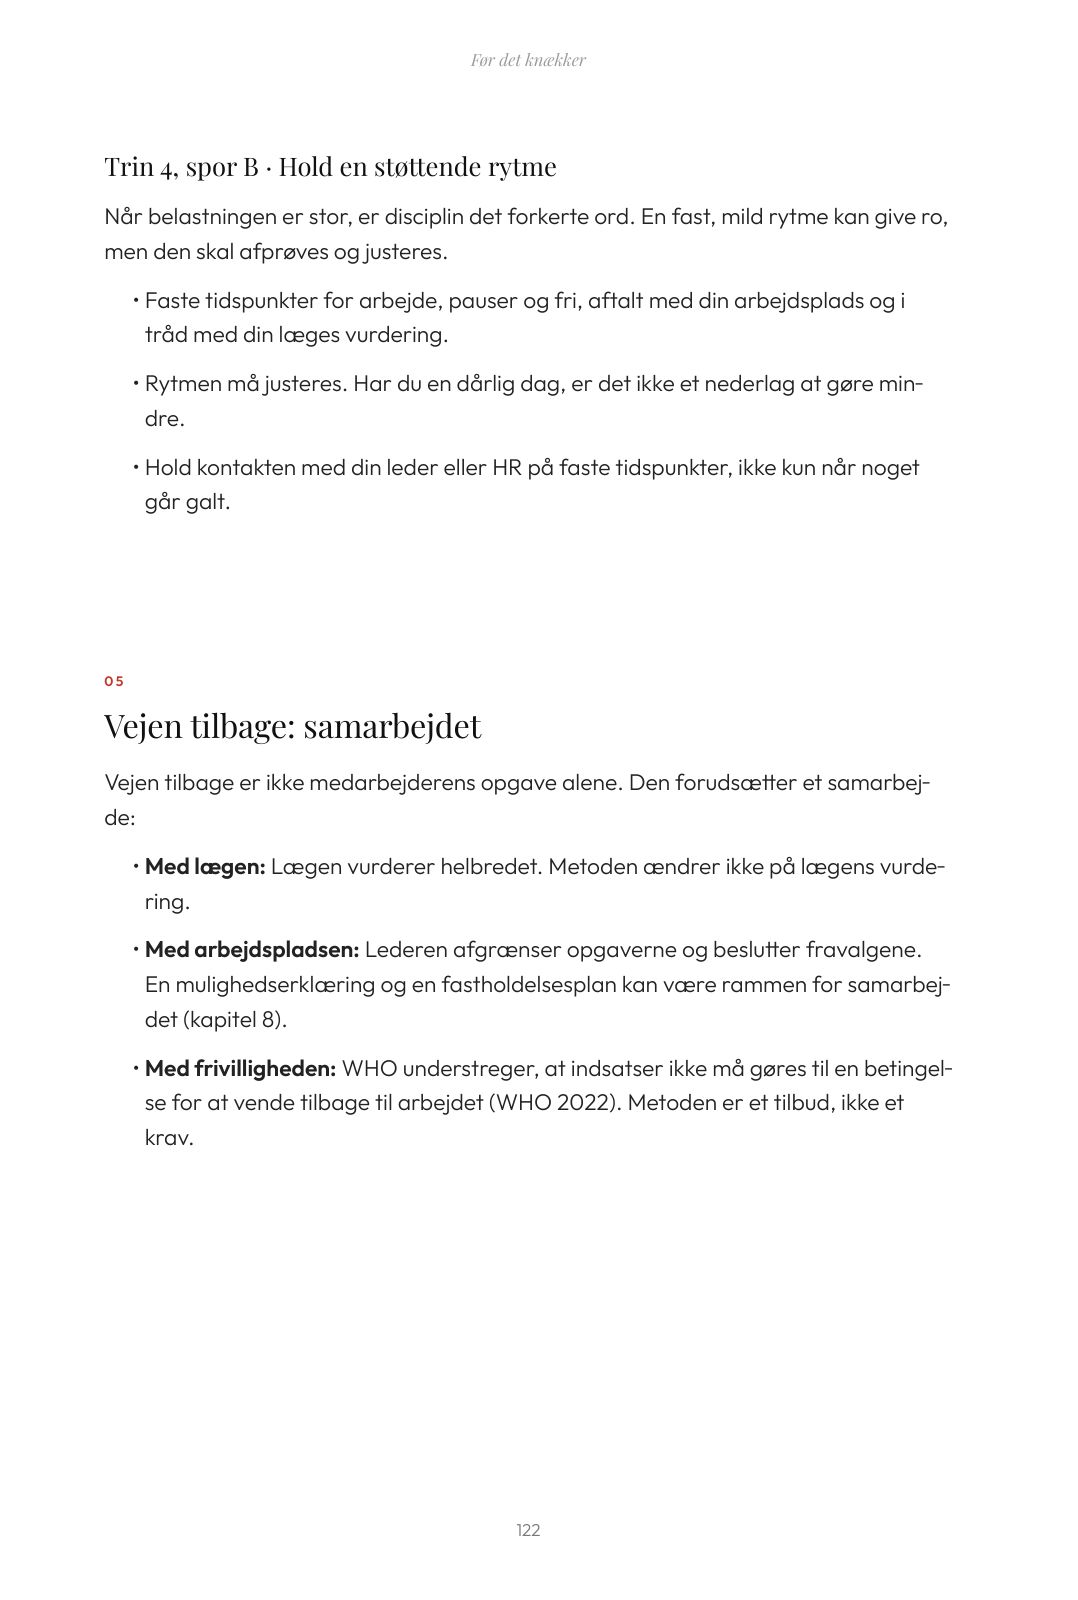 Før det knækker
Trin 4, spor B · Hold en støttende rytme
Når belastningen er stor, er disciplin det forkerte ord. En fast, mild rytme kan give ro,
men den skal afprøves og justeres.
• Faste tidspunkter for arbejde, pauser og fri, aftalt med din arbejdsplads og i
tråd med din læges vurdering.
• Rytmen må justeres. Har du en dårlig dag, er det ikke et nederlag at gøre min-
dre.
• Hold kontakten med din leder eller HR på faste tidspunkter, ikke kun når noget
går galt.
05
Vejen tilbage: samarbejdet
Vejen tilbage er ikke medarbejderens opgave alene. Den forudsætter et samarbej-
de:
• Med lægen: Lægen vurderer helbredet. Metoden ændrer ikke på lægens vurde-
ring.
• Med arbejdspladsen: Lederen afgrænser opgaverne og beslutter fravalgene.
En mulighedserklæring og en fastholdelsesplan kan være rammen for samarbej-
det (kapitel 8).
• Med frivilligheden: WHO understreger, at indsatser ikke må gøres til en betingel-
se for at vende tilbage til arbejdet (WHO 2022). Metoden er et tilbud, ikke et
krav.
122